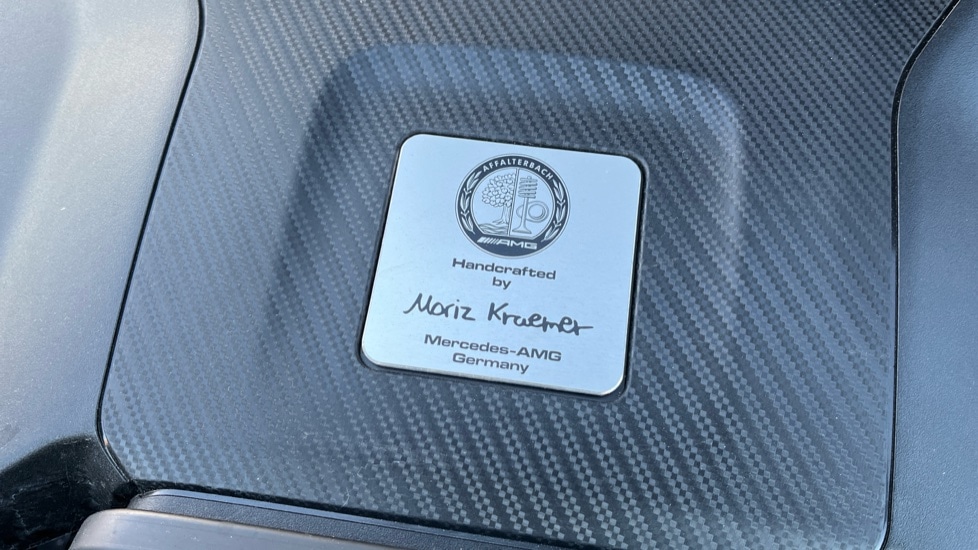 AFFALTERBACH
AMG
Handcrafted
by
Moriz Kraemer
Mercedes-AMG
Germany